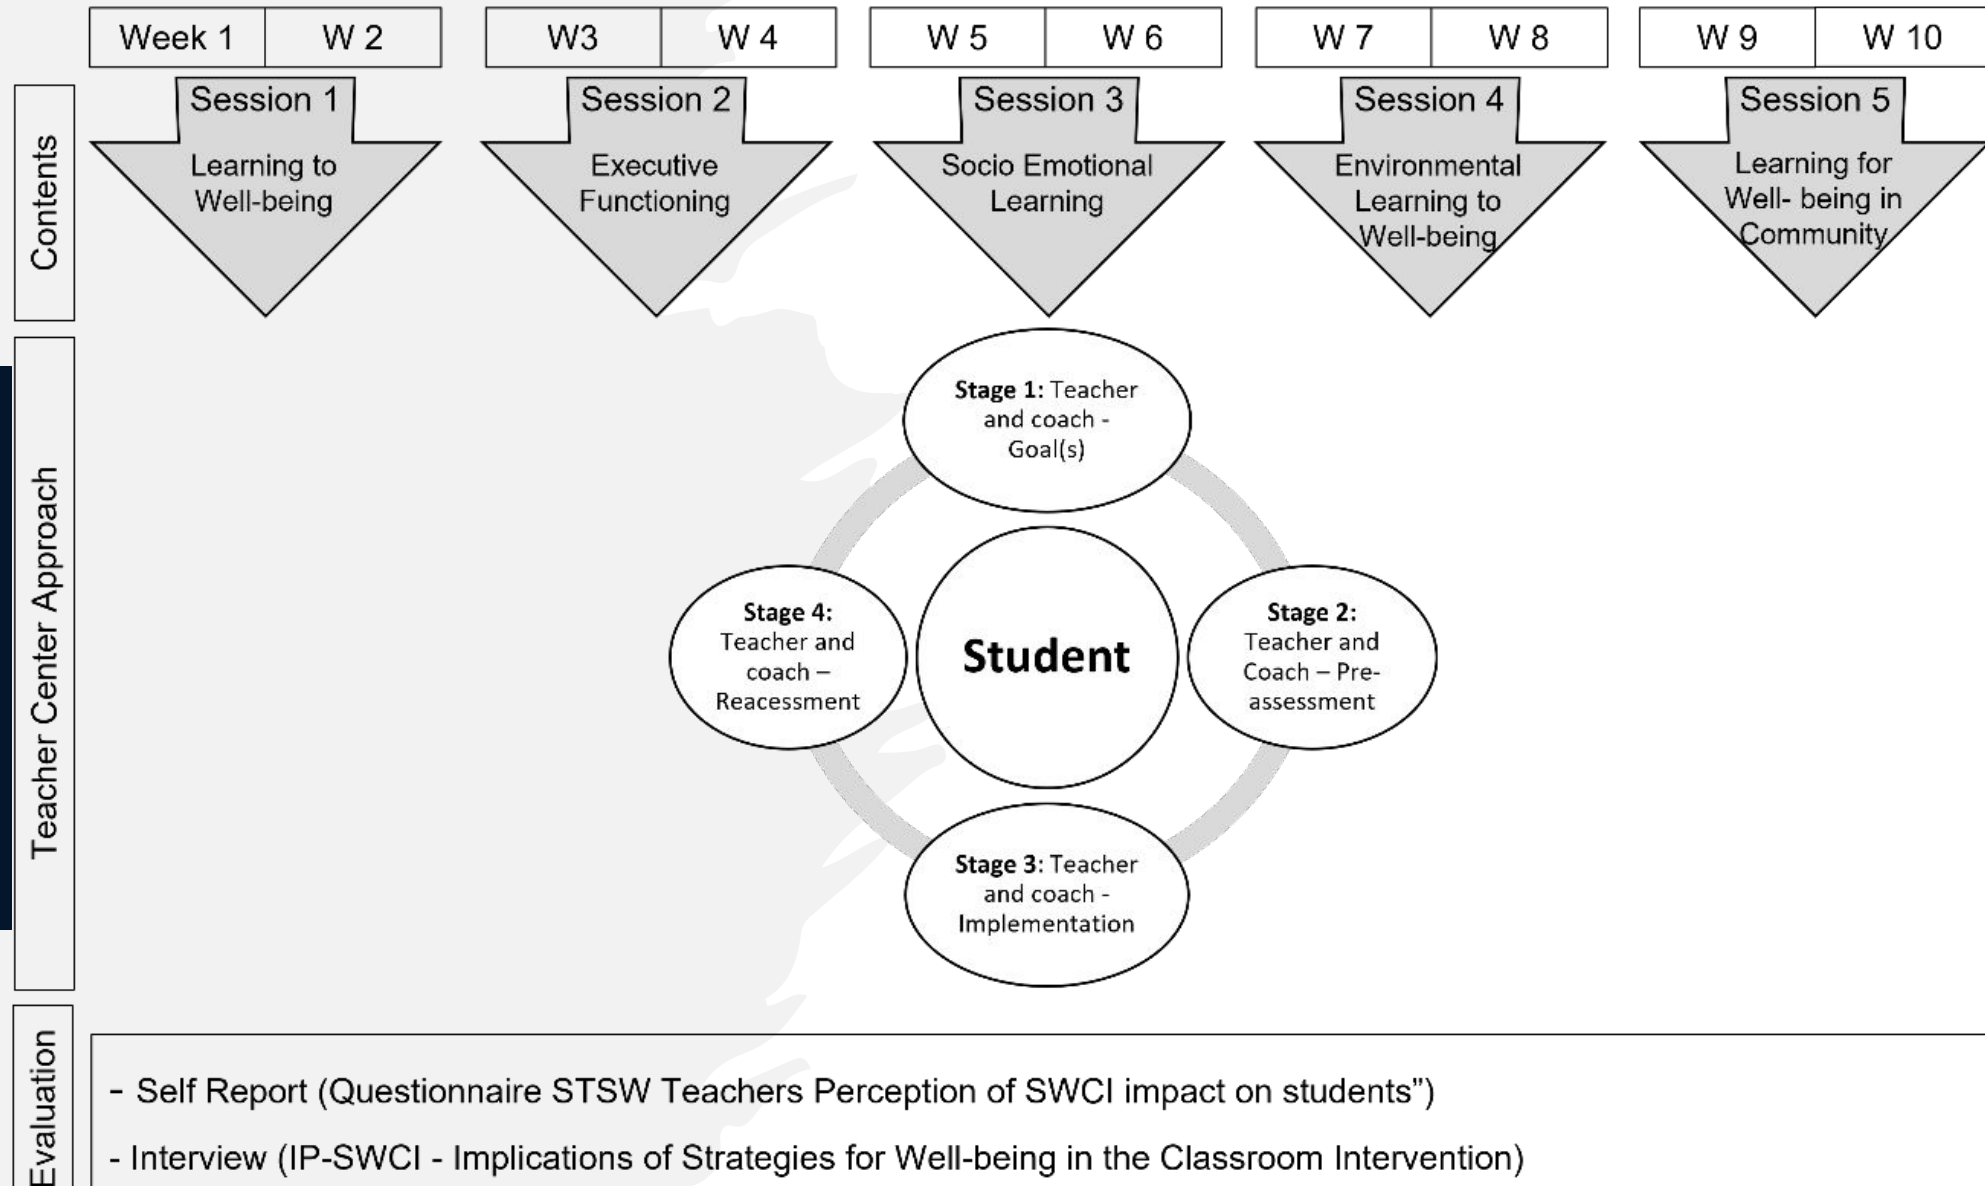 Week 1 W 2 W3 W 4 W 5 W 6 W 7 W 8 W 9 W 10
Contents
Session 1
Learning to
Well-being
Session 2
Executive
Functioning
Session 3
Socio Emotional
Learning
Session 4
Environmental
Learning to
Well-being
Session 5
Learning for
Well- being in
Community
Teacher Center Approach
Stage 1: Teacher
and coach -
Goal(s)
Stage 2:
Teacher and
Coach – Pre-
assessment
Stage 3: Teacher
and coach -
Implementation
Stage 4:
Teacher and
coach –
Reacessment
Student
Evaluation
- Self Report (Questionnaire STSW Teachers Perception of SWCI impact on students”)
- Interview (IP-SWCI - Implications of Strategies for Well-being in the Classroom Intervention)